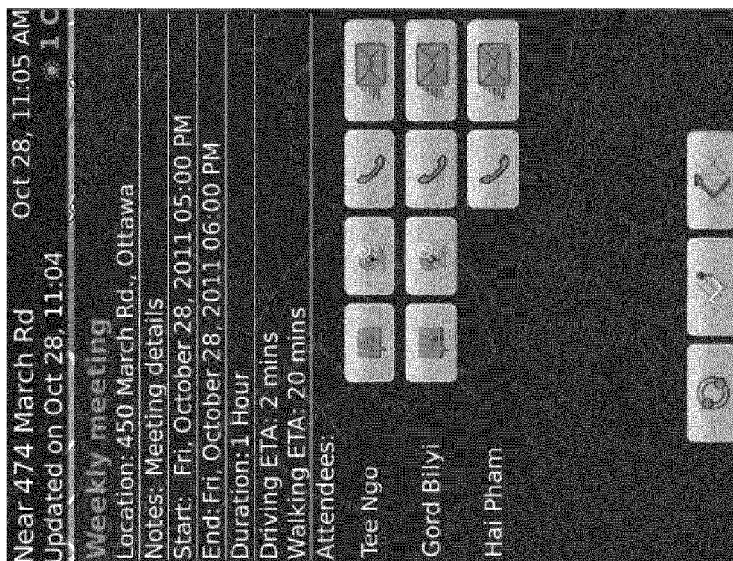 Near 474 March Rd Oct 28, 11:05 AM
Updated on Oct 28, 11:04 1 C
Weekly meeting
Location: 450 March Rd., Ottawa
Notes: Meeting details
Start: Fri, October 28, 2011 05:00 PM
End: Fri, October 28, 2011 06:00 PM
Duration:1 Hour
Driving ETA: 2 mins
Walking ETA: 20 mins
Attendees:
Tee Ngo
Gord Bilyi
Hai Pham